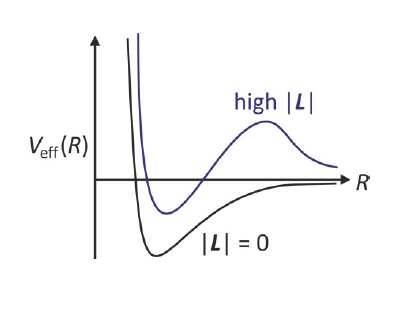 high |L|
V_eff(R)
R
|L| = 0